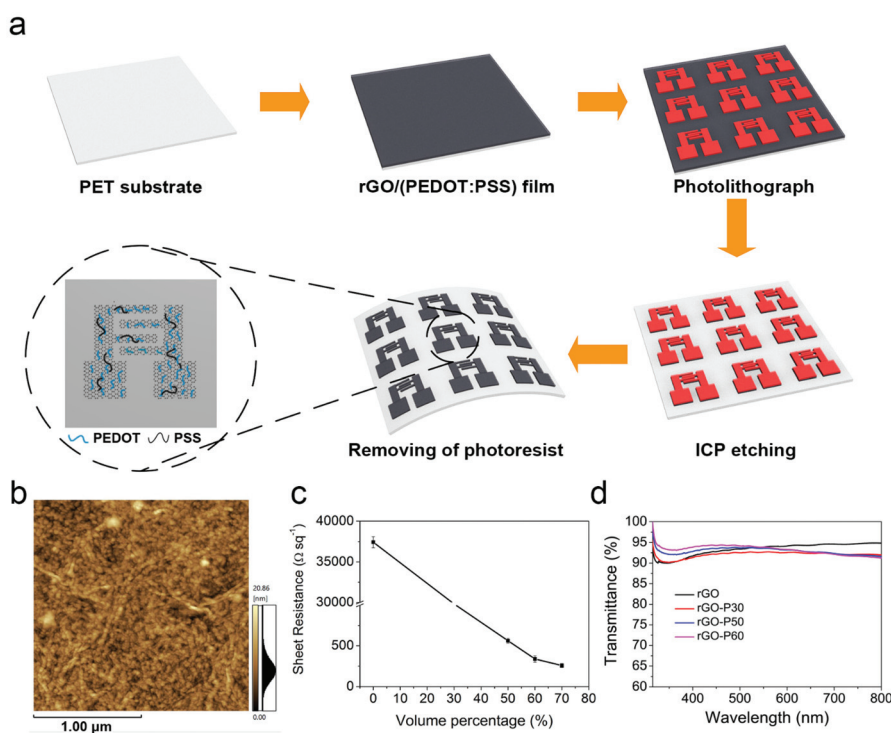 a
PET substrate
rGO/(PEDOT:PSS) film
Photolithograph
PEDOT
PSS
Removing of photoresist
ICP etching
b
20.86
[nm]
0.00
1.00 μm
c
Sheet Resistance (Ω sq⁻¹)
40000
35000
30000
500
250
0
0 10 20 30 40 50 60 70 80
Volume percentage (%)
d
Transmittance (%)
100
95
90
85
80
75
70
65
60
rGO
rGO-P30
rGO-P50
rGO-P60
400 500 600 700 800
Wavelength (nm)